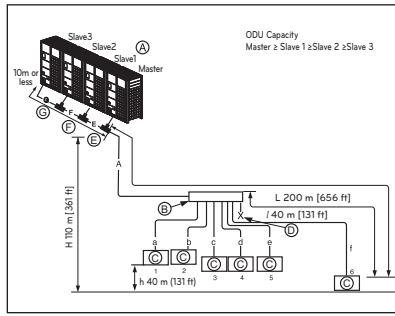 Slave3
Slave2
Slave1
Master
A
ODU Capacity
Master ≥ Slave 1 ≥Slave 2 ≥Slave 3
10m or
less
G
F
E
F
E
A
H 110 m [361 ft]
B
L 200 m [656 ft]
l 40 m [131 ft]
X
D
a
b
c
d
e
f
C
C
C
C
C
C
1
2
3
4
5
6
h 40 m (131 ft)